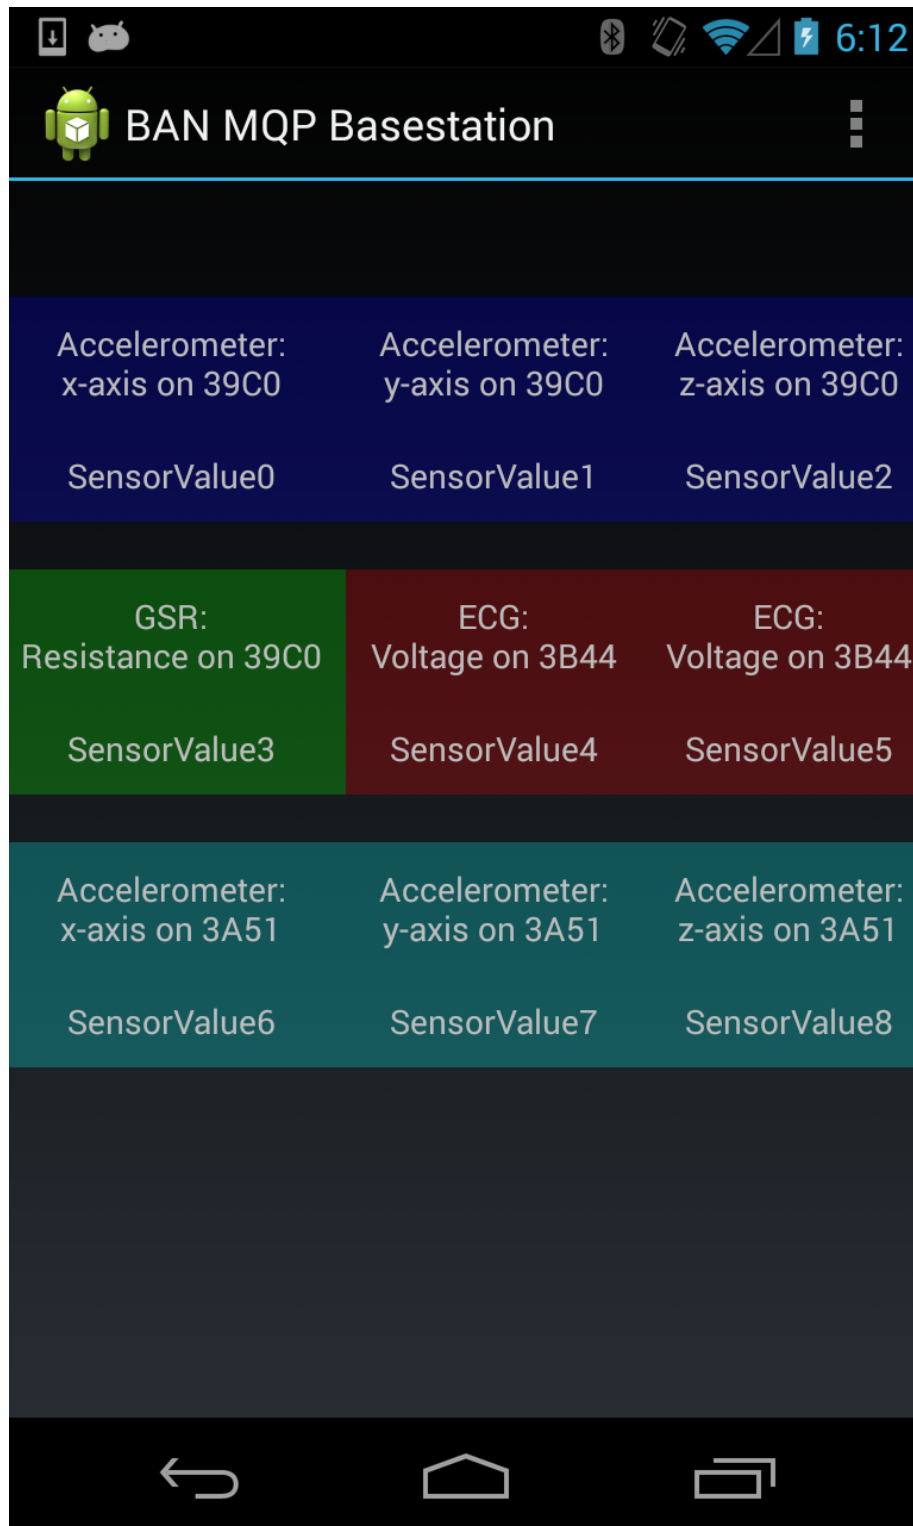 6:12
BAN MQP Basestation
Accelerometer:
x-axis on 39C0
Accelerometer:
y-axis on 39C0
Accelerometer:
z-axis on 39C0
SensorValue0
SensorValue1
SensorValue2
GSR:
Resistance on 39C0
ECG:
Voltage on 3B44
ECG:
Voltage on 3B44
SensorValue3
SensorValue4
SensorValue5
Accelerometer:
x-axis on 3A51
Accelerometer:
y-axis on 3A51
Accelerometer:
z-axis on 3A51
SensorValue6
SensorValue7
SensorValue8